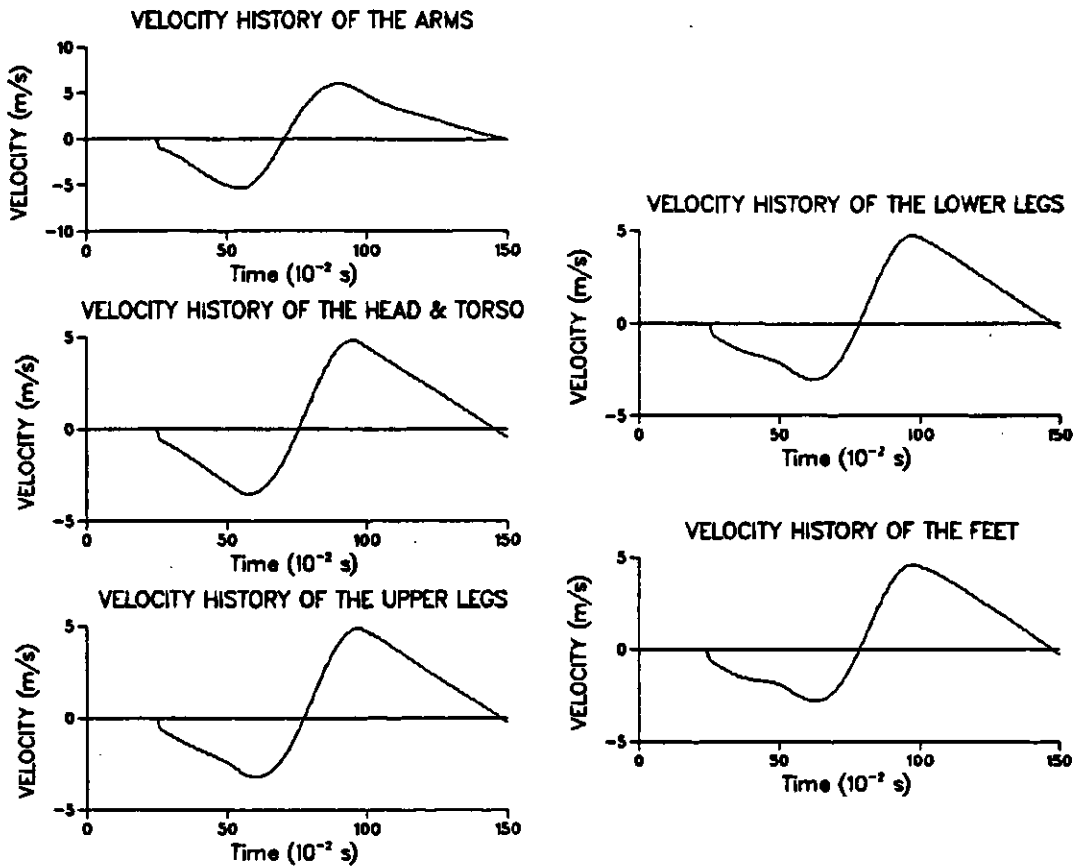 VELOCITY HISTORY OF THE ARMS
VELOCITY (m/s)
10
5
0
-5
-10
0 50 100 150
Time (10⁻² s)
VELOCITY HISTORY OF THE HEAD & TORSO
VELOCITY (m/s)
5
0
-5
0 50 100 150
Time (10⁻² s)
VELOCITY HISTORY OF THE UPPER LEGS
VELOCITY (m/s)
5
0
-5
0 50 100 150
Time (10⁻² s)
VELOCITY HISTORY OF THE LOWER LEGS
VELOCITY (m/s)
5
0
-5
0 50 100 150
Time (10⁻² s)
VELOCITY HISTORY OF THE FEET
VELOCITY (m/s)
5
0
-5
0 50 100 150
Time (10⁻² s)